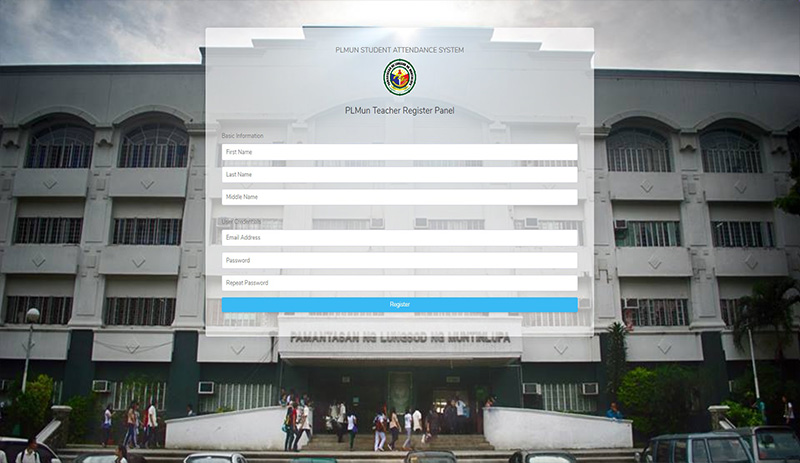 PLMUN STUDENT ATTENDANCE SYSTEM
PLMun Teacher Register Panel
Basic Information
First Name
Last Name
Middle Name
User Credentials
Email Address
Password
Repeat Password
Register
PAMANTASAN NG LUNGSOD NG MUNTINLUPA